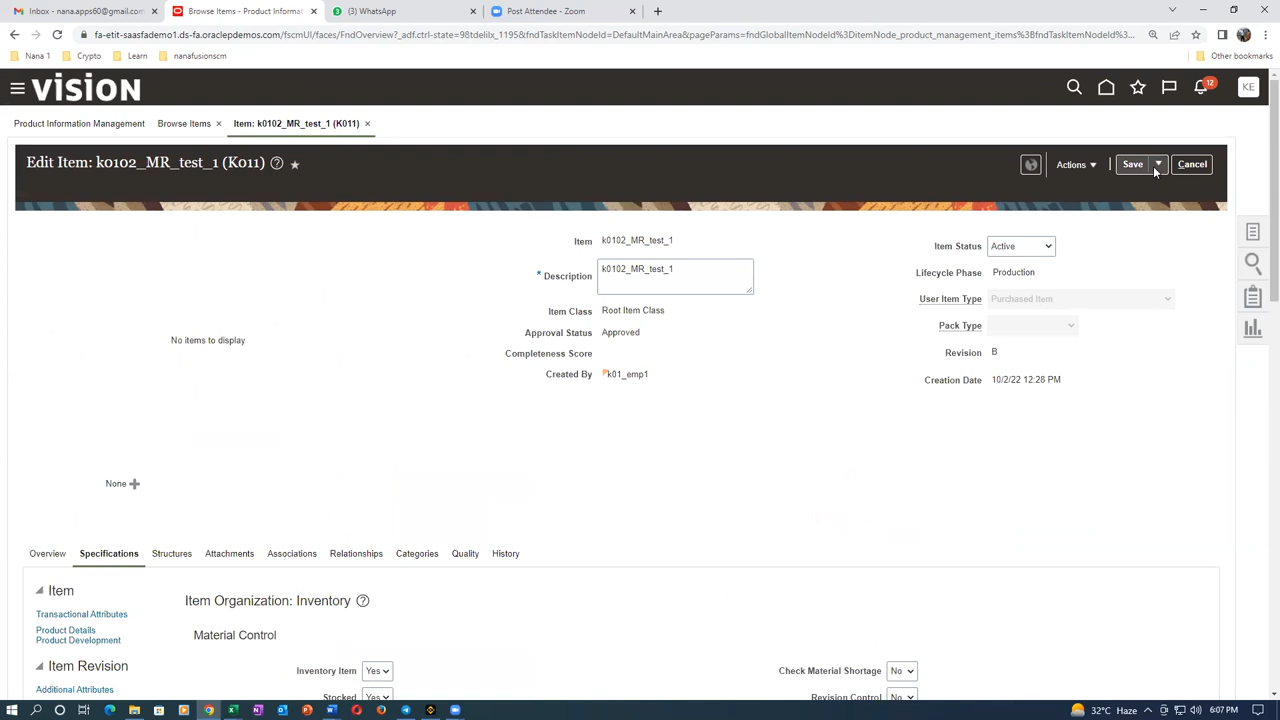 Inbox - nana.apps60@gmail.com
Browse Items - Product Informat
WhatsApp
Post Attendee - Zoom
fa-etit-saasfademo1.ds-fa.oraclepdemos.com/fscmUI/faces/FndOverview?_adf.ctrl-state=98tdelilx_1195&fndTaskItemNodeId=DefaultMainArea&pageParams=fndGlobalItemNodeId%3DitemNode_product_management_items%3BfndTaskItemNodeId%3D%3...
Nana 1
Crypto
Learn
nanafusionscm
Other bookmarks
VISION
12
KE
Product Information Management
Browse Items
Item: k0102_MR_test_1 (K011)
Edit Item: k0102_MR_test_1 (K011)
Actions
Save
Cancel
Item k0102_MR_test_1
Item Status Active
* Description k0102_MR_test_1
Lifecycle Phase Production
User Item Type Purchased Item
Item Class Root Item Class
Pack Type
Approval Status Approved
No items to display
Completeness Score
Revision B
Created By k01_emp1
Creation Date 10/2/22 12:28 PM
None
Overview
Specifications
Structures
Attachments
Associations
Relationships
Categories
Quality
History
Item
Item Organization: Inventory
Transactional Attributes
Product Details
Material Control
Product Development
Item Revision
Inventory Item Yes
Check Material Shortage No
Additional Attributes
Stocked Yes
Revision Control No
32°C Haze
6:07 PM